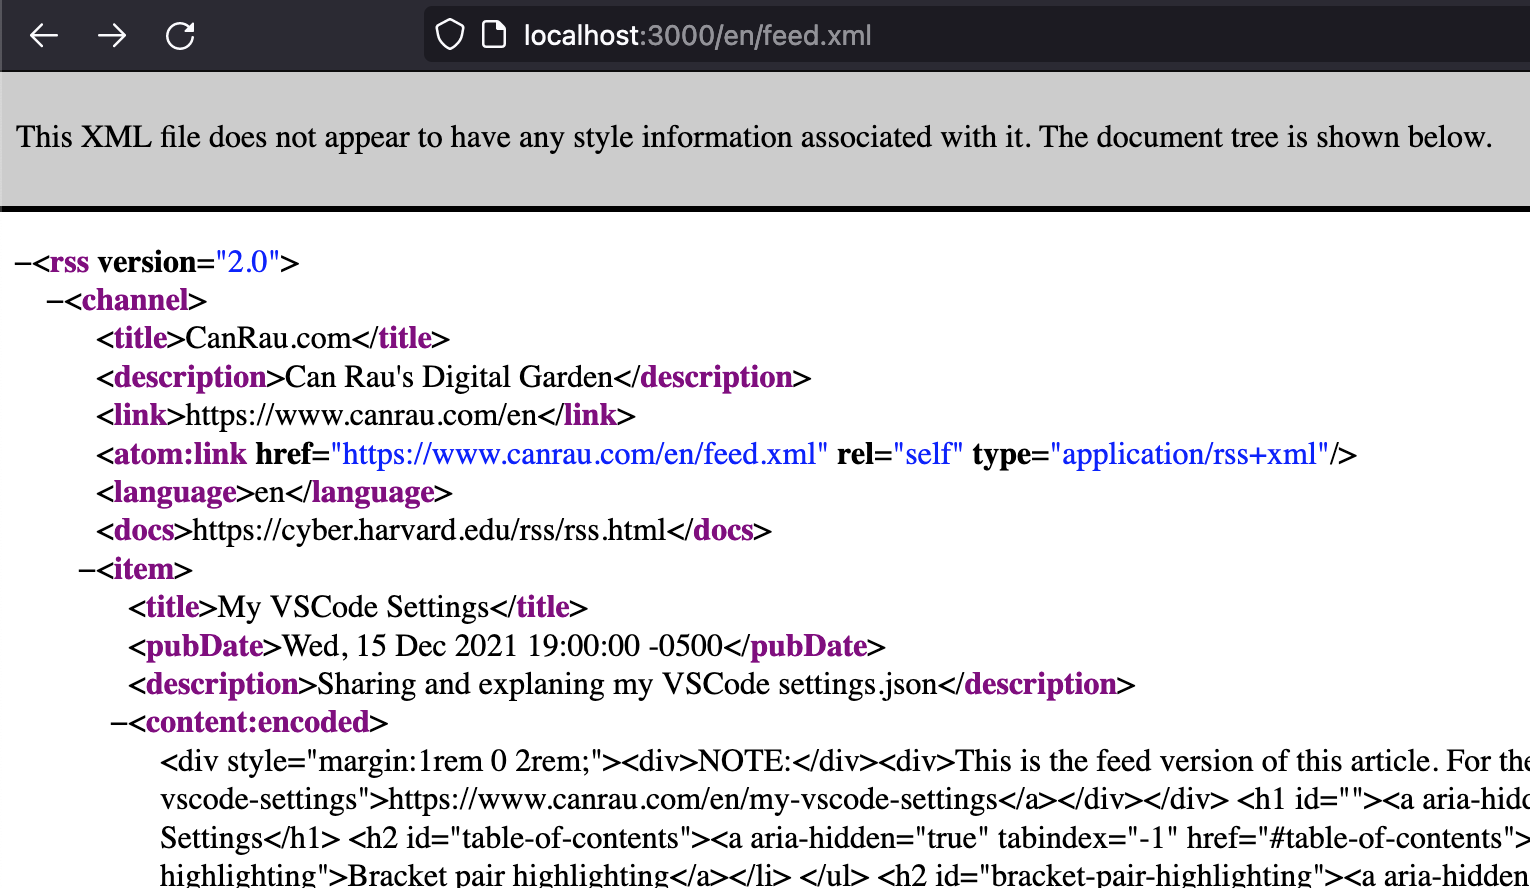 localhost:3000/en/feed.xml
This XML file does not appear to have any style information associated with it. The document tree is shown below.
–<rss version="2.0">
–<channel>
<title>CanRau.com</title>
<description>Can Rau's Digital Garden</description>
<link>https://www.canrau.com/en</link>
<atom:link href="https://www.canrau.com/en/feed.xml" rel="self" type="application/rss+xml"/>
<language>en</language>
<docs>https://cyber.harvard.edu/rss/rss.html</docs>
–<item>
<title>My VSCode Settings</title>
<pubDate>Wed, 15 Dec 2021 19:00:00 -0500</pubDate>
<description>Sharing and explaning my VSCode settings.json</description>
–<content:encoded>
<div style="margin:1rem 0 2rem;"><div>NOTE:</div><div>This is the feed version of this article. For the
vscode-settings">https://www.canrau.com/en/my-vscode-settings</a></div></div> <h1 id=""><a aria-hidd
Settings</h1> <h2 id="table-of-contents"><a aria-hidden="true" tabindex="-1" href="#table-of-contents">
highlighting">Bracket pair highlighting</a></li> </ul> <h2 id="bracket-pair-highlighting"><a aria-hidden